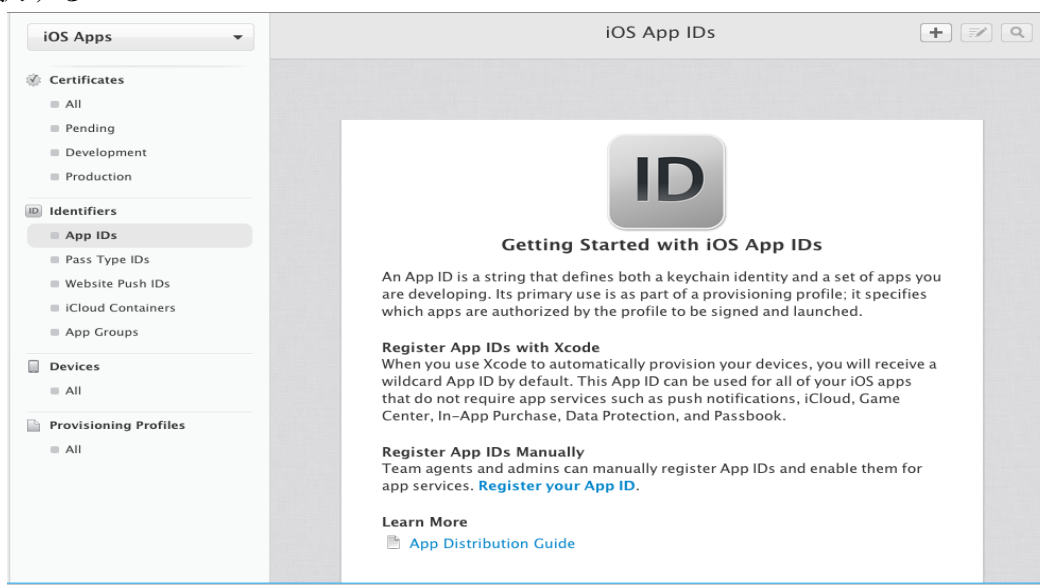 iOS Apps
iOS App IDs
Certificates
All
Pending
Development
Production
ID Identifiers
App IDs
Pass Type IDs
Website Push IDs
iCloud Containers
App Groups
Devices
All
Provisioning Profiles
All
ID
Getting Started with iOS App IDs
An App ID is a string that defines both a keychain identity and a set of apps you
are developing. Its primary use is as part of a provisioning profile; it specifies
which apps are authorized by the profile to be signed and launched.
Register App IDs with Xcode
When you use Xcode to automatically provision your devices, you will receive a
wildcard App ID by default. This App ID can be used for all of your iOS apps
that do not require app services such as push notifications, iCloud, Game
Center, In-App Purchase, Data Protection, and Passbook.
Register App IDs Manually
Team agents and admins can manually register App IDs and enable them for
app services. Register your App ID.
Learn More
App Distribution Guide